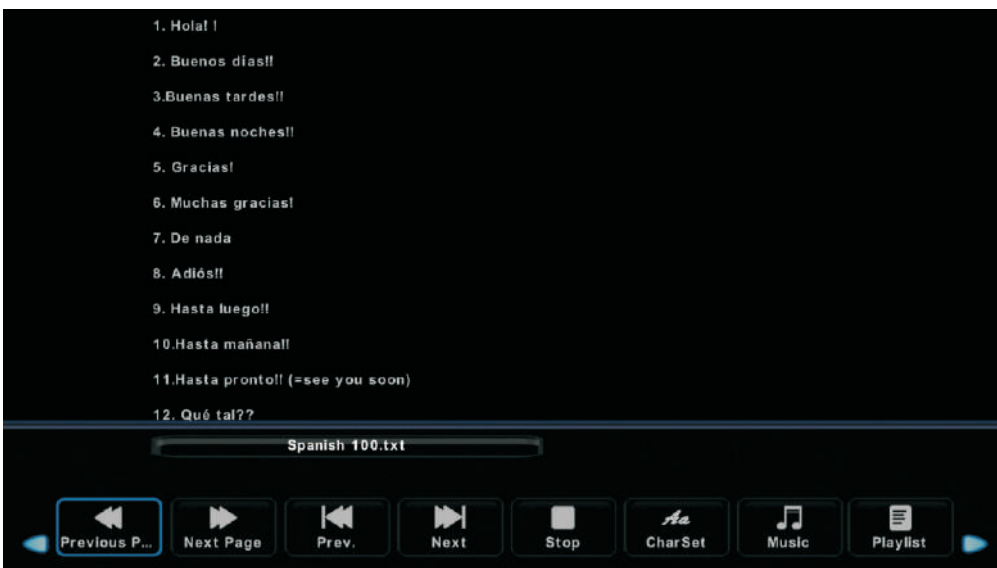 1. Hola! !
2. Buenos días!!
3.Buenas tardes!!
4. Buenas noches!!
5. Gracias!
6. Muchas gracias!
7. De nada
8. Adiós!!
9. Hasta luego!!
10.Hasta mañana!!
11.Hasta pronto!! (=see you soon)
12. Qué tal??
Spanish 100.txt
Previous P... Next Page Prev. Next Stop CharSet Music Playlist